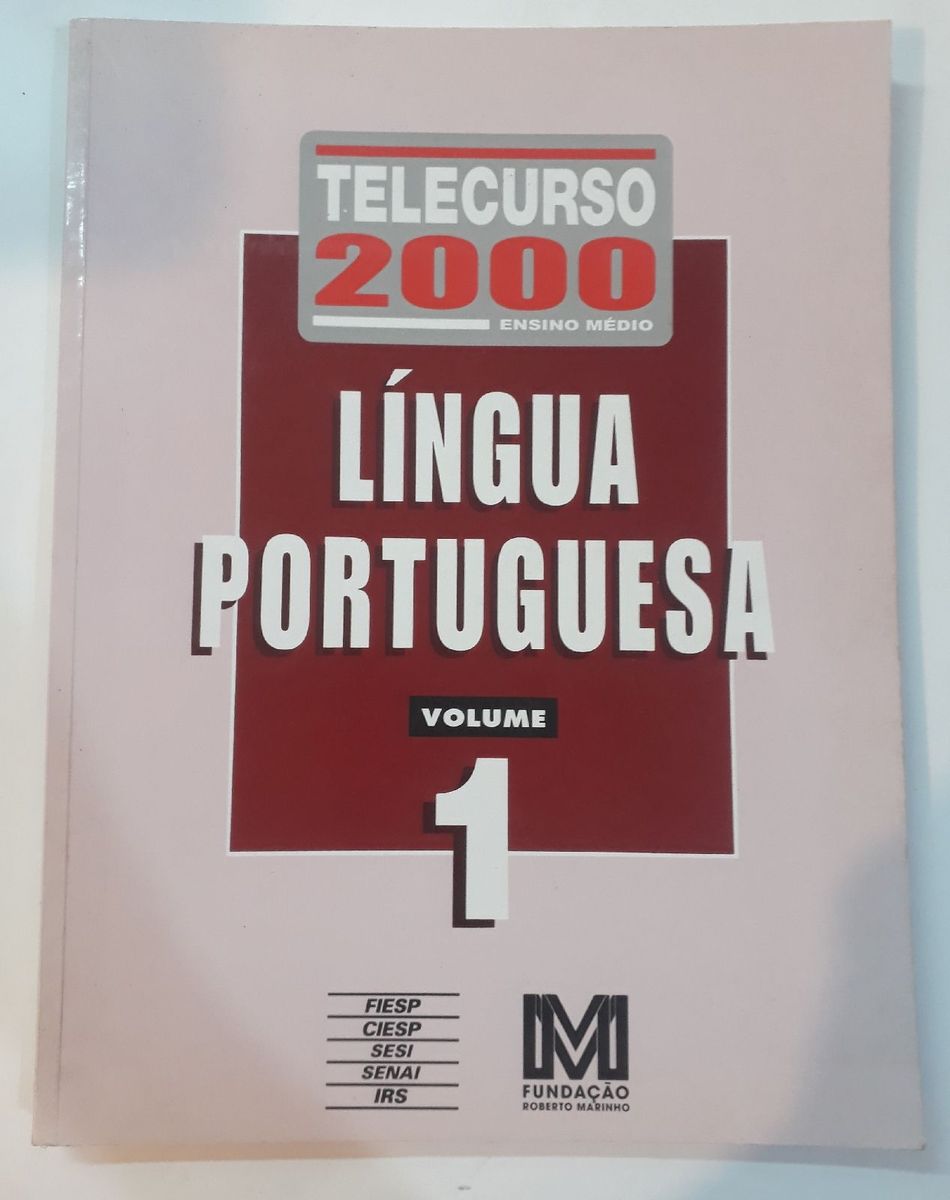 TELECURSO
2000
ENSINO MÉDIO
LÍNGUA
PORTUGUESA
VOLUME
1
FIESP
CIESP
SESI
SENAI
IRS
FUNDAÇÃO
ROBERTO MARINHO